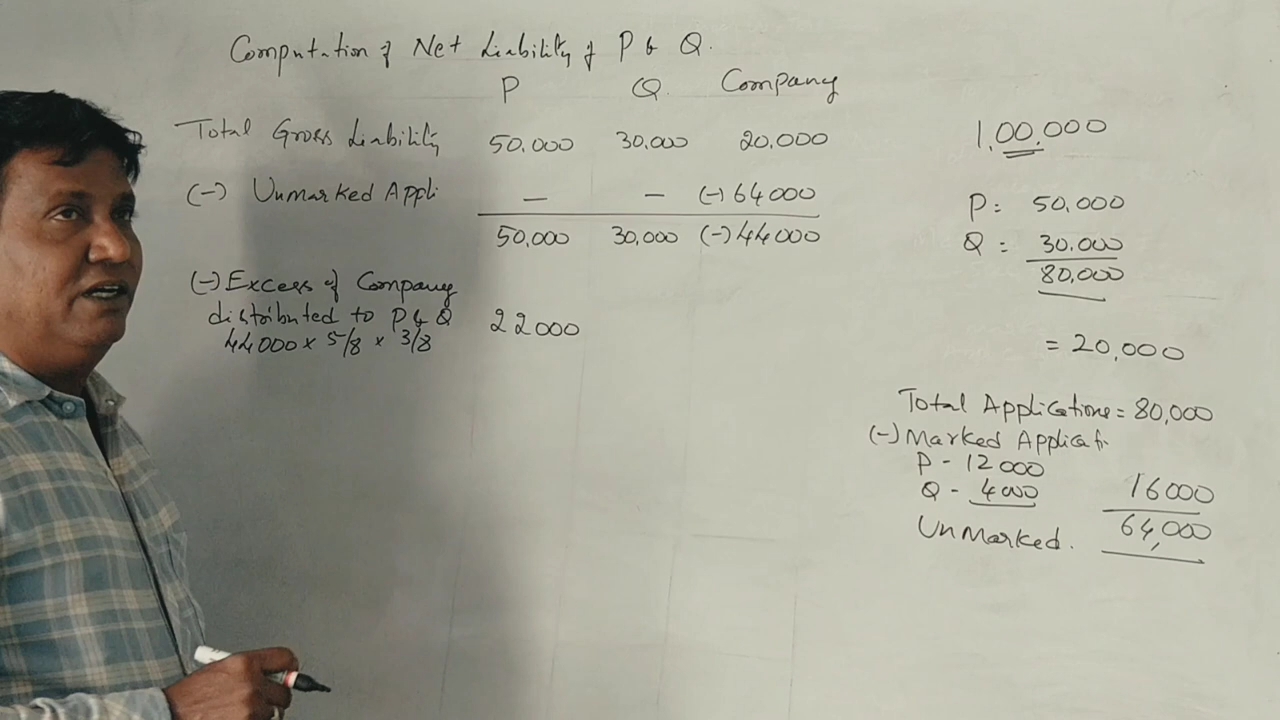 Computation of Net Liability of P & Q.
P Q. Company
Total Gross Liability 50,000 30,000 20,000
(-) Unmarked Appli — — (-) 64000
50,000 30,000 (-) 44000
(-) Excess of Company
distributed to P & Q 22000
44000 x 5/8 x 3/8
1,00,000
P: 50,000
Q : 30,000
80,000
= 20,000
Total Applications = 80,000
(-) Marked Applicati
P - 12000
Q - 4000 16000
UnMarked. 64,000